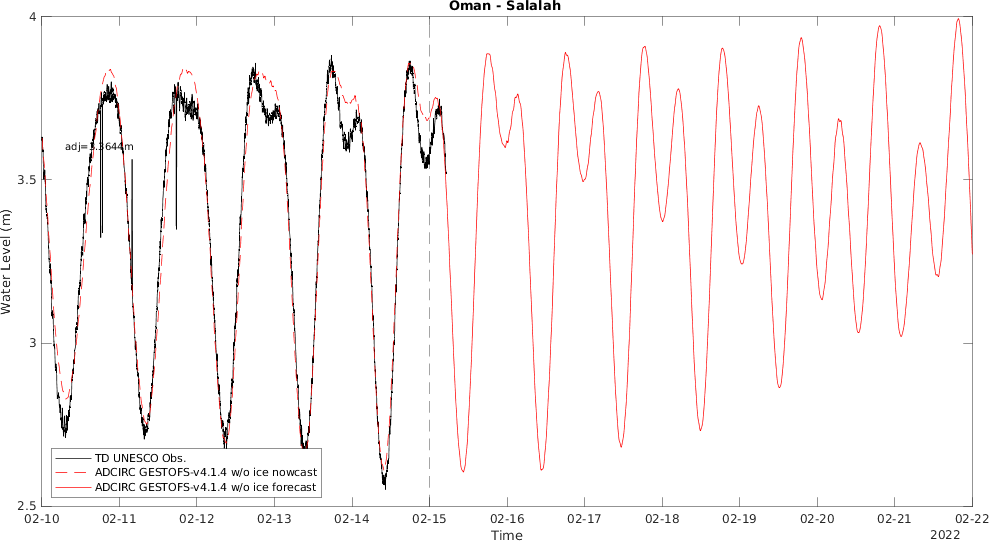 Oman - Salalah
4
3.5
3
2.5
Water Level (m)
adj=3.3644m
TD UNESCO Obs.
ADCIRC GESTOFS-v4.1.4 w/o ice nowcast
ADCIRC GESTOFS-v4.1.4 w/o ice forecast
02-10 02-11 02-12 02-13 02-14 02-15 02-16 02-17 02-18 02-19 02-20 02-21 02-22
Time
2022